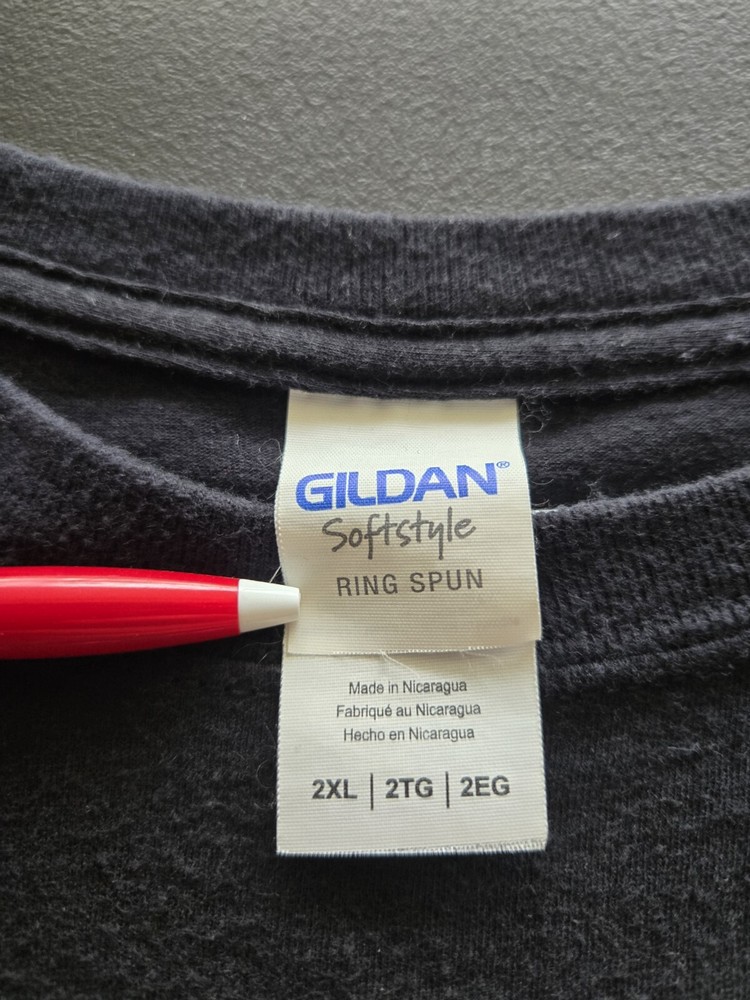 GILDAN®
Softstyle
RING SPUN
Made in Nicaragua
Fabriqué au Nicaragua
Hecho en Nicaragua
2XL | 2TG | 2EG